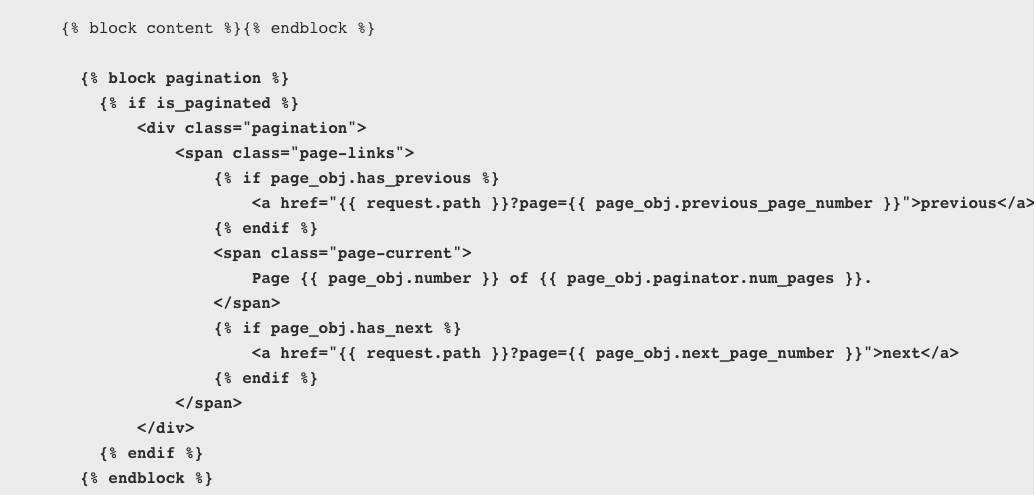 {% block content %}{% endblock %}
{% block pagination %}
{% if is_paginated %}
<div class="pagination">
<span class="page-links">
{% if page_obj.has_previous %}
<a href="{{ request.path }}?page={{ page_obj.previous_page_number }}">previous</a>
{% endif %}
<span class="page-current">
Page {{ page_obj.number }} of {{ page_obj.paginator.num_pages }}.
</span>
{% if page_obj.has_next %}
<a href="{{ request.path }}?page={{ page_obj.next_page_number }}">next</a>
{% endif %}
</span>
</div>
{% endif %}
{% endblock %}